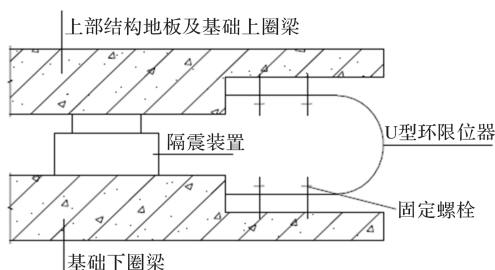 上部结构地板及基础上圈梁
隔震装置
U型环限位器
固定螺栓
基础下圈梁